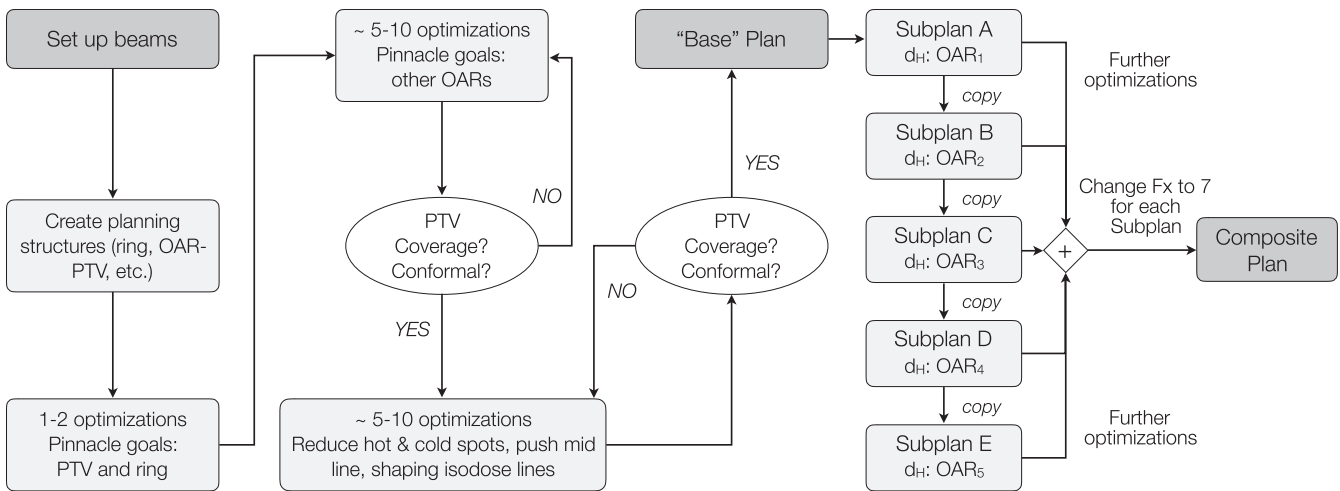 Set up beams
Create planning
structures (ring, OAR-
PTV, etc.)
1-2 optimizations
Pinnacle goals:
PTV and ring
~ 5-10 optimizations
Pinnacle goals:
other OARs
NO
PTV
Coverage?
Conformal?
YES
~ 5-10 optimizations
Reduce hot & cold spots, push mid
line, shaping isodose lines
NO
PTV
Coverage?
Conformal?
YES
“Base” Plan
Subplan A
dH: OAR1
copy
Subplan B
dH: OAR2
copy
Subplan C
dH: OAR3
copy
Subplan D
dH: OAR4
copy
Subplan E
dH: OAR5
Further
optimizations
+
Change Fx to 7
for each
Subplan
Further
optimizations
Composite
Plan